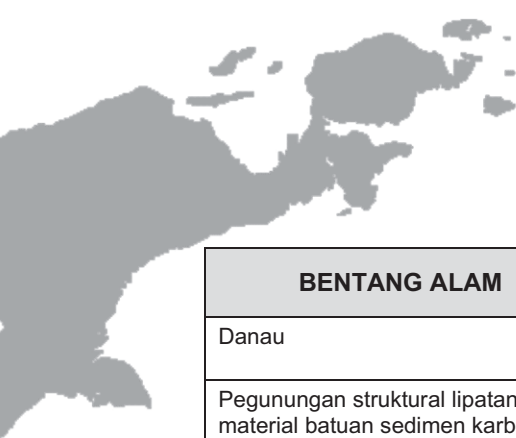 BENTANG ALAM
Danau
Pegunungan struktural lipatan
material batuan sedimen karb